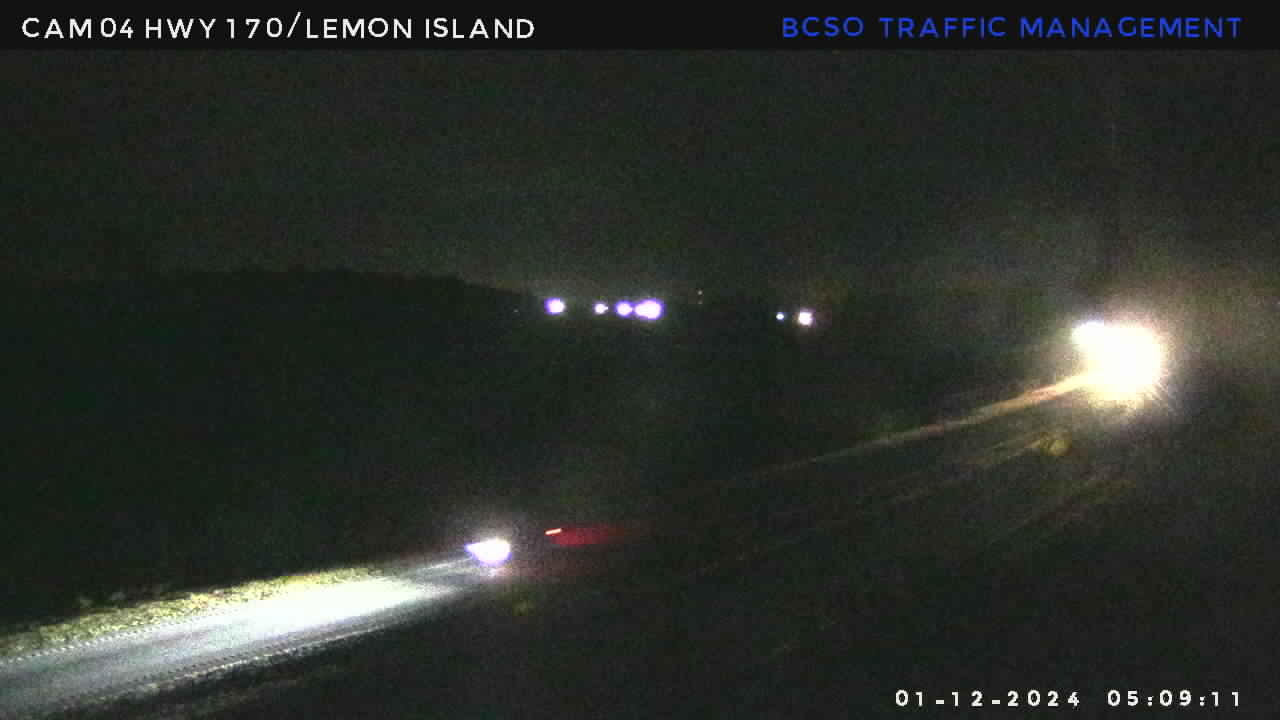 CAM04 HWY 170/LEMON ISLAND
BCSO TRAFFIC MANAGEMENT
01-12-2024 05:09:11